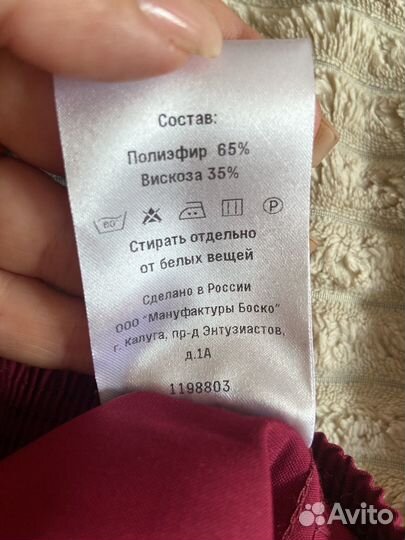 Состав:
Полиэфир 65%
Вискоза 35%
60 P
Стирать отдельно
от белых вещей
Сделано в России
ООО "Мануфактуры Боско"
г. Калуга, пр-д Энтузиастов,
д.1А
1198803
Avito